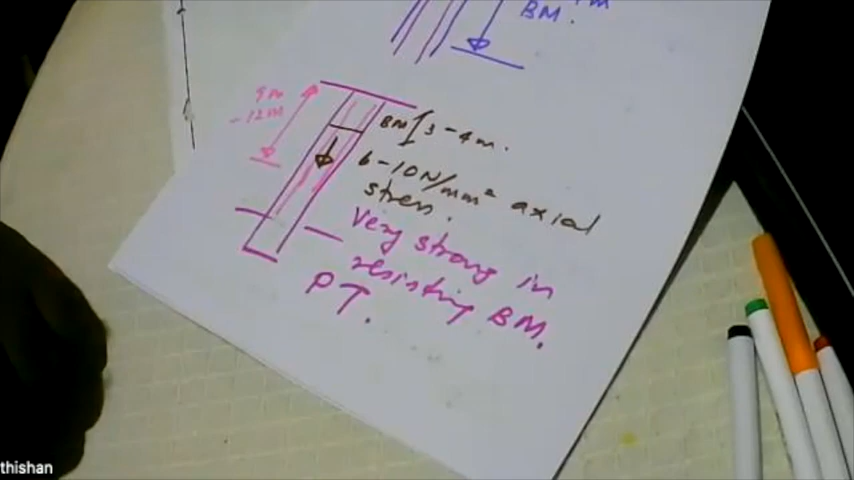 BM.
9m
-12m
BM 3-4m.
6-10N/mm² axial
stress.
Very strong in
resisting BM.
PT.
thishan